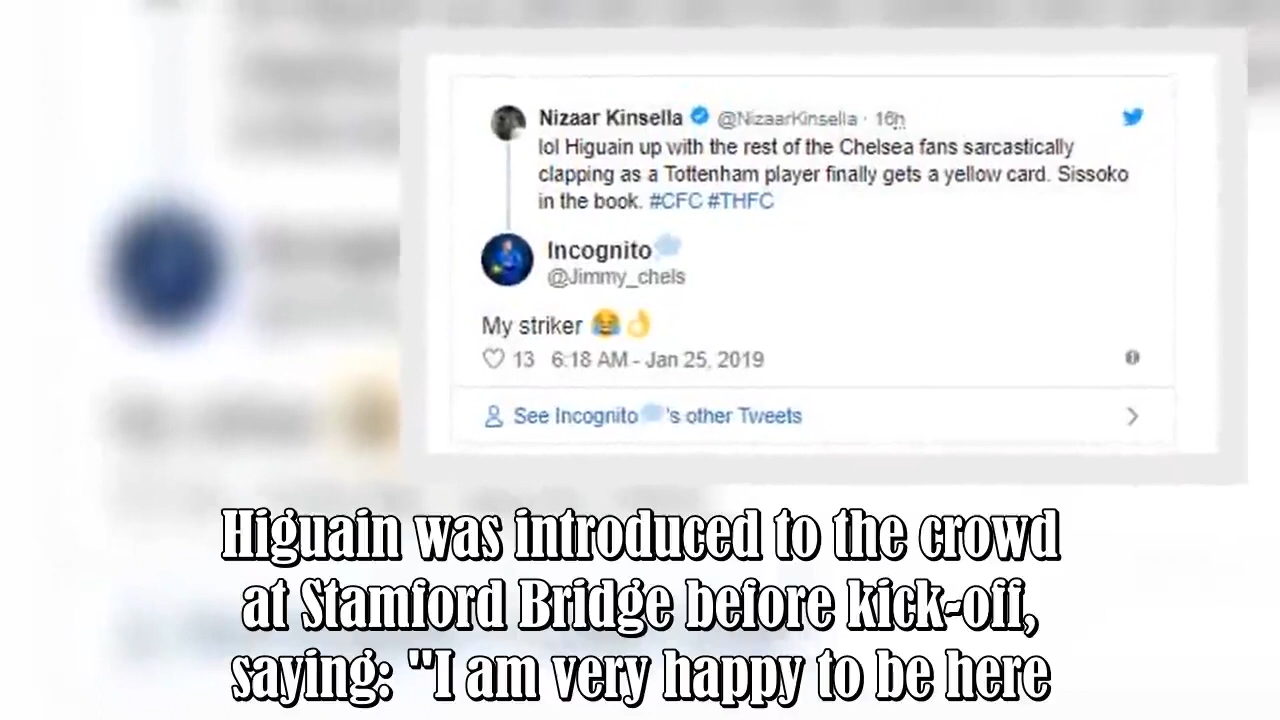 Nizaar Kinsella @NizaarKinsella · 16h
lol Higuain up with the rest of the Chelsea fans sarcastically
clapping as a Tottenham player finally gets a yellow card. Sissoko
in the book. #CFC #THFC
Incognito
@Jimmy_chels
My striker 😂👌
13 6:18 AM - Jan 25, 2019
See Incognito 's other Tweets
Higuain was introduced to the crowd
at Stamford Bridge before kick-off,
saying: "I am very happy to be here